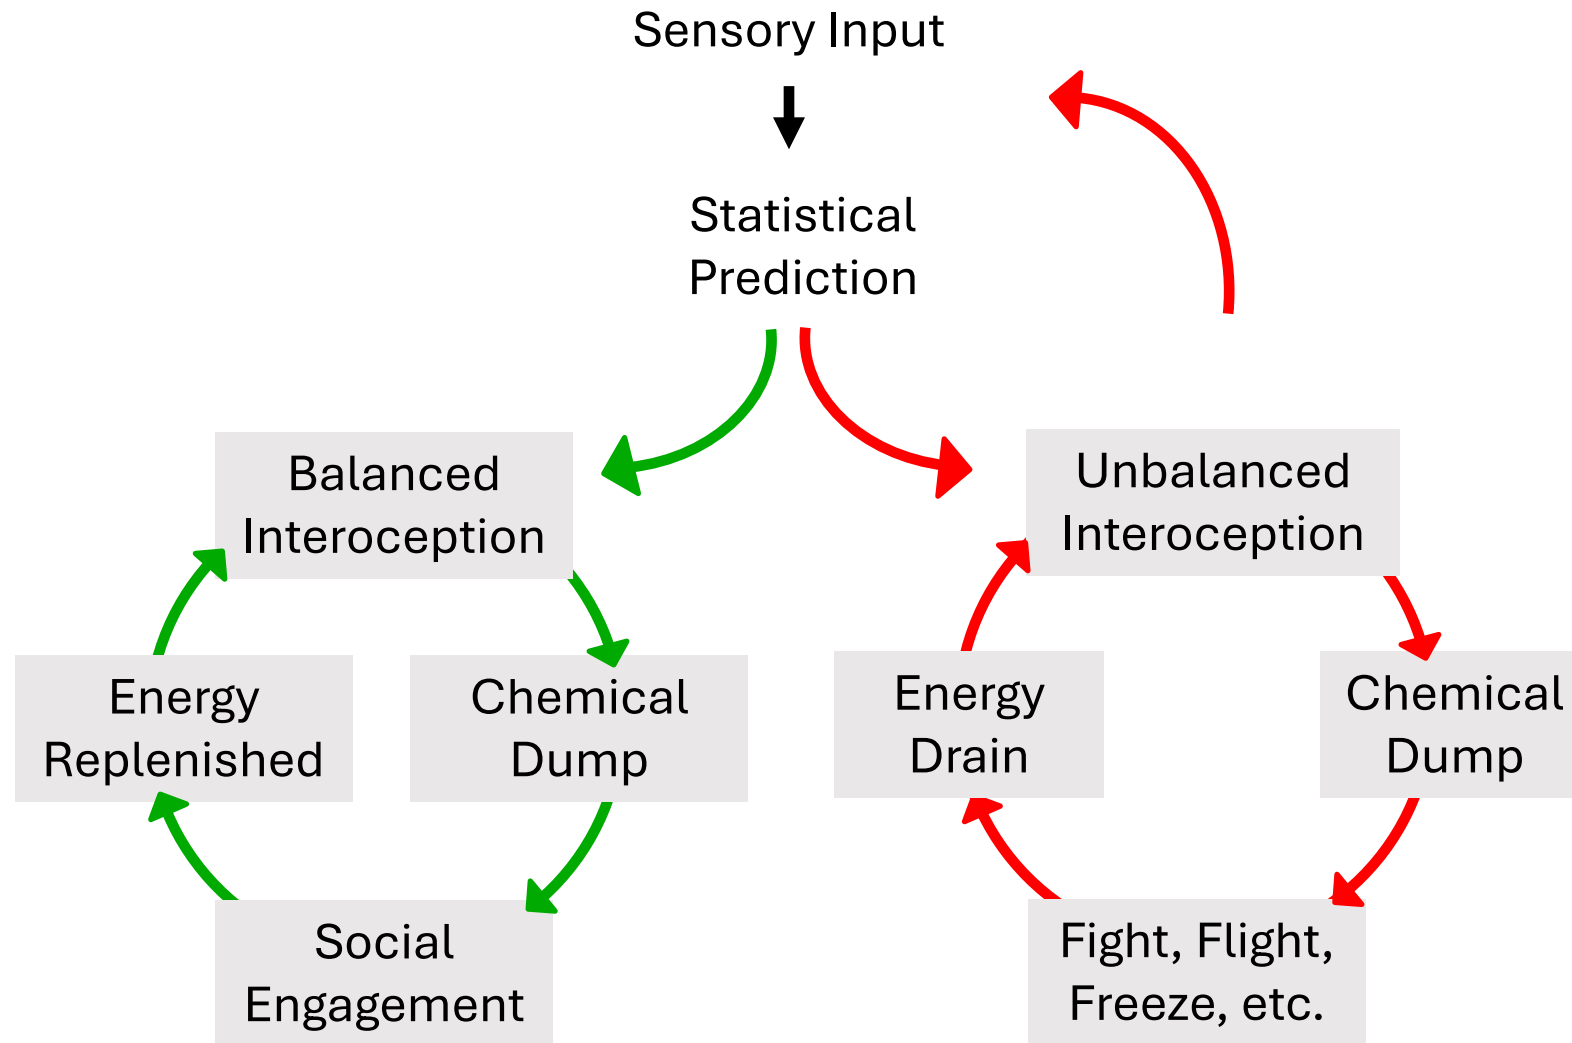 Sensory Input
Statistical
Prediction
Balanced
Interoception
Unbalanced
Interoception
Energy
Replenished
Chemical
Dump
Energy
Drain
Chemical
Dump
Social
Engagement
Fight, Flight,
Freeze, etc.